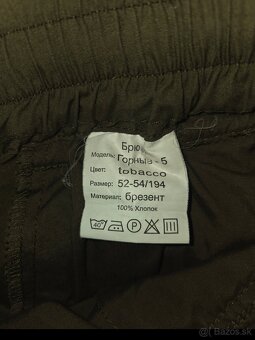 Брюки
Модель: Горные - 5
Цвет: tobacco
Размер: 52-54/194
Материал: брезент
100% Хлопок
40
P
© Bazos.sk